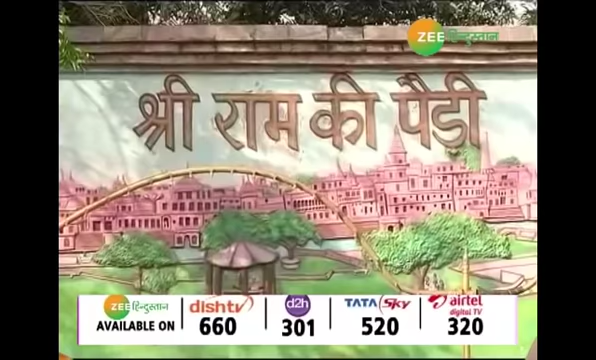 ZEE हिन्दुस्तान
श्री राम की पैड़ी
ZEE हिन्दुस्तान
AVAILABLE ON
dishtv
660
d2h
301
TATA sky
520
airtel
digital TV
320